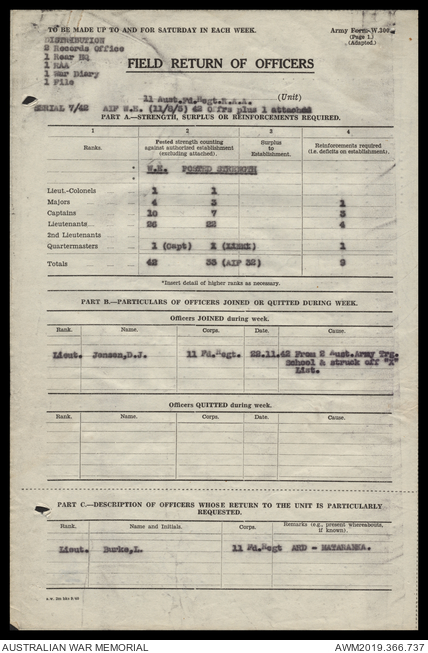 TO BE MADE UP TO AND FOR SATURDAY IN EACH WEEK.
Army Form W.
(Page 1.)
(Adapted.)
DISTRIBUTION
2 Records Office
1 Rear HQ
1 RAA
1 War Diary
1 File
FIELD RETURN OF OFFICERS
11 Aust.Fd.Regt.R.A.A. (Unit)
SERIAL 7/42 AIF W.E. 42 Offrs plus 1 attached
PART A.—STRENGTH, SURPLUS OR REINFORCEMENTS REQUIRED.
1 2 3 4
Ranks. Posted strength counting against authorized establishment (excluding attached). Surplus to Establishment. Reinforcements required (i.e. deficits on establishment).
W.E. POSTED STRENGTH
Lieut.-Colonels 1 1
Majors 4 3 1
Captains 10 7 3
Lieutenants 26 22 4
2nd Lieutenants
Quartermasters 1 (Capt) 1
Totals 42 (AIF 32) 9
*Insert detail of higher ranks as necessary.
PART B.—PARTICULARS OF OFFICERS JOINED OR QUITTED DURING WEEK.
Officers JOINED during week.
Rank. Name. Corps. Date. Cause.
Lieut. Jensen,D.J. 11 Fd.Regt. 22.11.42 From 2 Aust.Army Trg.
School & struck off "X"
List.
Officers QUITTED during week.
Rank. Name. Corps. Date. Cause.
PART C.—DESCRIPTION OF OFFICERS WHOSE RETURN TO THE UNIT IS PARTICULARLY
REQUESTED.
Rank. Name and Initials. Corps. Remarks (e.g., present whereabouts, if known).
Lieut. Burke,L. 11 Fd.Regt AND - MATARANKA.
AUSTRALIAN WAR MEMORIAL
AWM2019.366.737